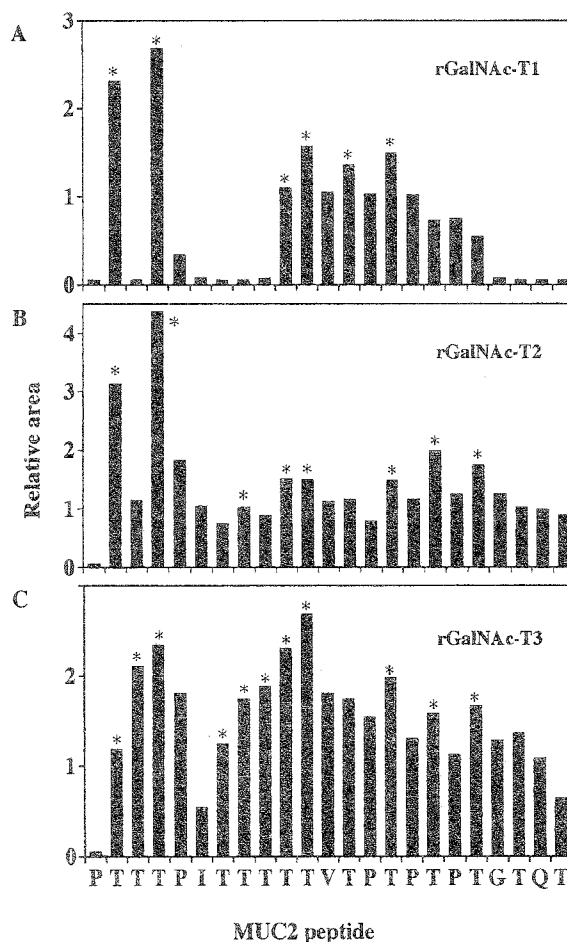 A
3
rGalNAc-T1
2
1
0
B
4
rGalNAc-T2
3
2
1
0
Relative area
C
rGalNAc-T3
2
1
0
P T T T P I T T T T T V T P T P T P T G T Q T
MUC2 peptide